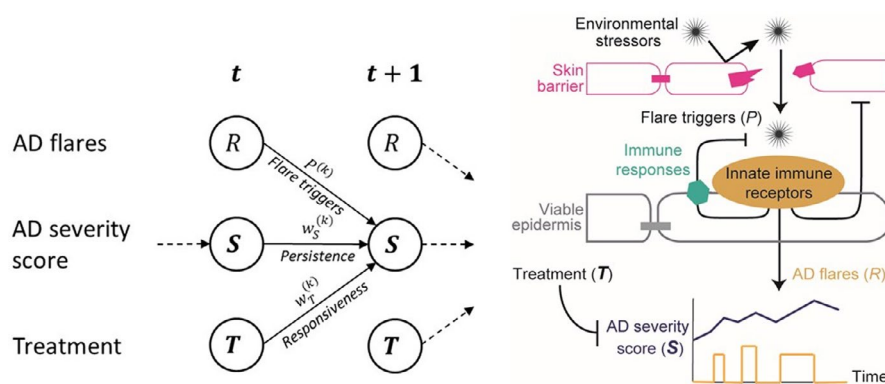 t
t + 1
AD flares
R
R
P(k)
Flare triggers
AD severity
score
S
w_S^(k)
Persistence
S
w_T^(k)
Responsiveness
Treatment
T
T
Environmental
stressors
Skin
barrier
Flare triggers (P)
Immune
responses
Innate immune
receptors
Viable
epidermis
Treatment (T)
AD flares (R)
AD severity
score (S)
Time